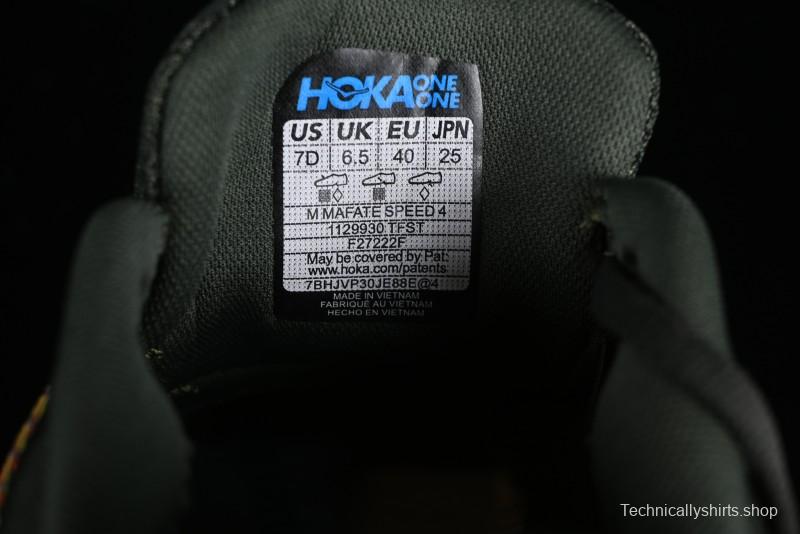 HOKA ONE ONE
US UK EU JPN
7D 6.5 40 25
M MAFATE SPEED 4
1129930 TFST
F27222F
May be covered by Pat:
www.hoka.com/patents
7BHJVP30JE88E@4
MADE IN VIETNAM
FABRIQUÉ AU VIETNAM
HECHO EN VIETNAM
Technicallyshirts.shop